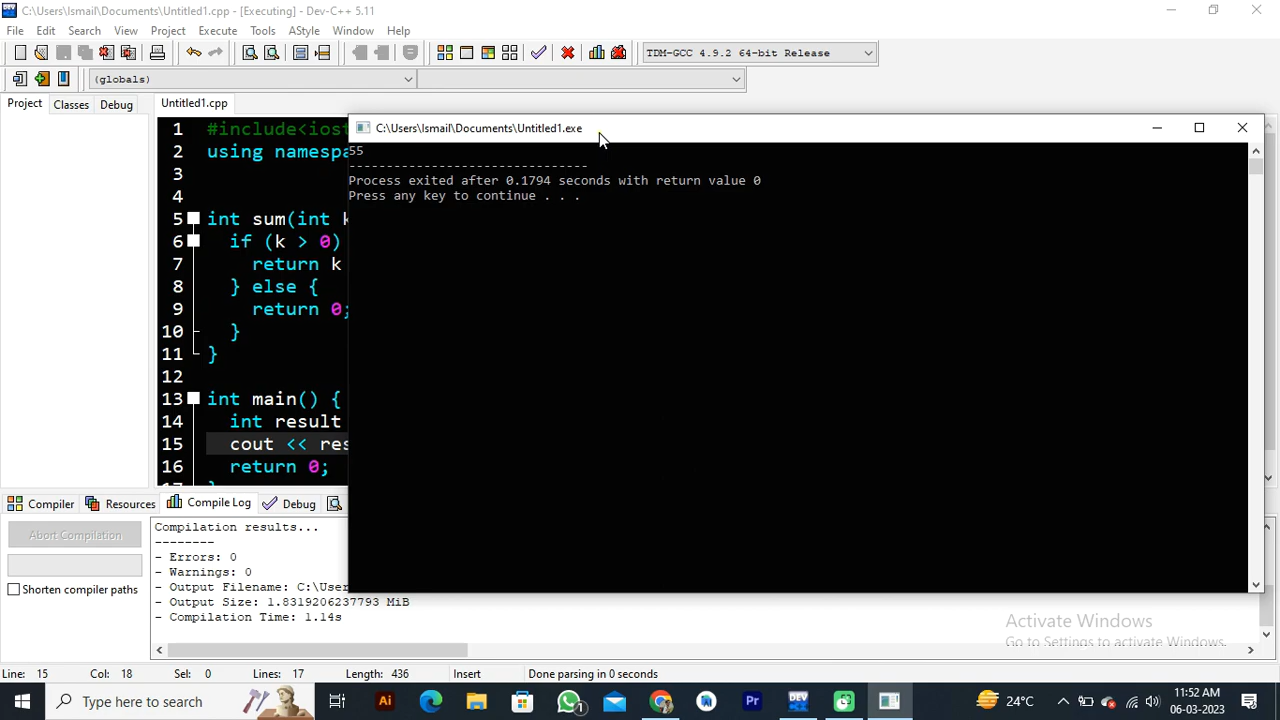 C:\Users\Ismail\Documents\Untitled1.cpp - [Executing] - Dev-C++ 5.11
File Edit Search View Project Execute Tools AStyle Window Help
TDM-GCC 4.9.2 64-bit Release
(globals)
Project Classes Debug
Untitled1.cpp
C:\Users\Ismail\Documents\Untitled1.exe
55
--------------------------------
Process exited after 0.1794 seconds with return value 0
Press any key to continue . . .
1 #include<iost
2 using namespa
3
4
5 int sum(int k
6 if (k > 0)
7 return k
8 } else {
9 return 0;
10 }
11 }
12
13 int main() {
14 int result
15 cout << res
16 return 0;
17
Compiler Resources Compile Log Debug
Abort Compilation
Shorten compiler paths
Compilation results...
--------
- Errors: 0
- Warnings: 0
- Output Filename: C:\User
- Output Size: 1.8319206237793 MiB
- Compilation Time: 1.14s
Activate Windows
Go to Settings to activate Windows.
Line: 15 Col: 18 Sel: 0 Lines: 17 Length: 436 Insert Done parsing in 0 seconds
Type here to search
Ai
1
Pr
DEV
24°C
11:52 AM
06-03-2023